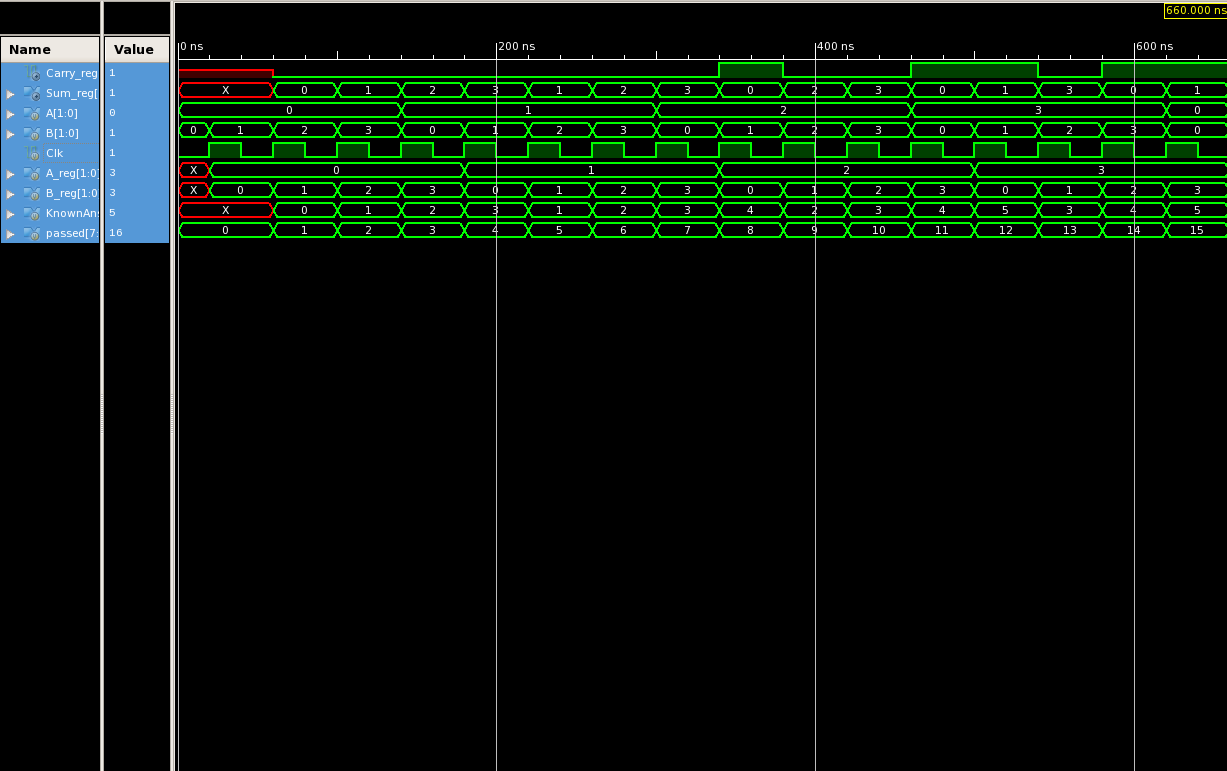 660.000 ns
Name Value 0 ns 200 ns 400 ns 600 ns
Carry_reg 1
Sum_reg[ 1 X 0 1 2 3 1 2 3 0 2 3 0 1 3 0 1
A[1:0] 0 0 1 2 3 0
B[1:0] 1 0 1 2 3 0 1 2 3 0 1 2 3 0 1 2 3 0
Clk 1
A_reg[1:0] 3 X 0 1 2 3
B_reg[1:0 3 X 0 1 2 3 0 1 2 3 0 1 2 3 0 1 2 3
KnownAns 5 X 0 1 2 3 1 2 3 4 2 3 4 5 3 4 5
passed[7: 16 0 1 2 3 4 5 6 7 8 9 10 11 12 13 14 15